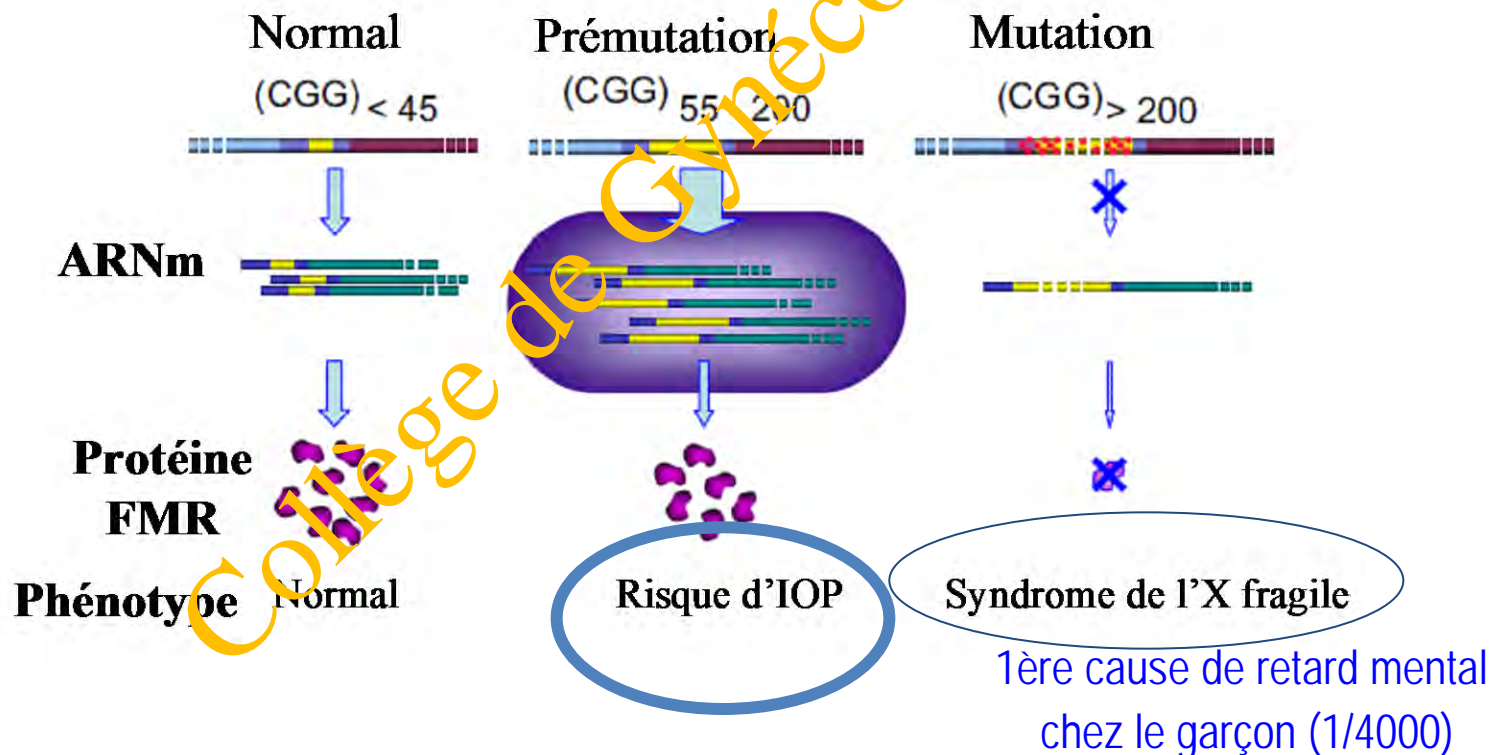 Normal
Prémutation
Mutation
(CGG) < 45
(CGG) 55 200
(CGG) > 200
ARNm
Protéine
FMR
Phénotype
Normal
Risque d'IOP
Syndrome de l'X fragile
1ère cause de retard mental
chez le garçon (1/4000)
Collège de Gynéco